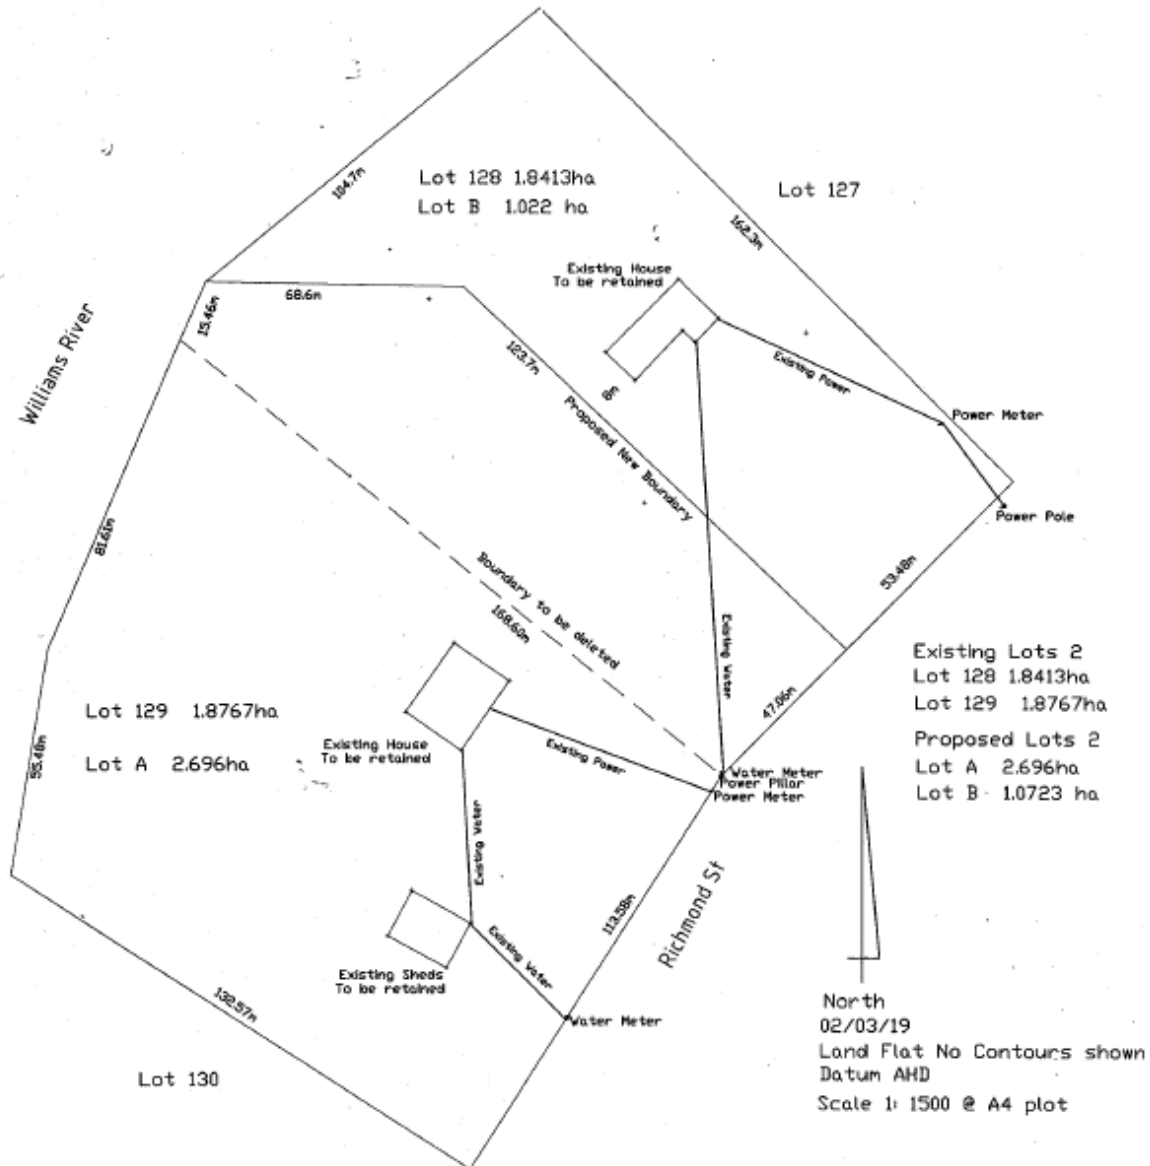 104.7m
Lot 128 1.8413ha
Lot B 1.022 ha
Lot 127
162.3m
Existing House
To be retained
68.6m
15.46m
Williams River
123.7m
8m
Existing Power
Proposed New Boundary
Power Meter
Power Pole
81.61m
53.48m
Boundary to be deleted
168.60m
Existing Water
47.06m
Existing Lots 2
Lot 128 1.8413ha
Lot 129 1.8767ha
Proposed Lots 2
Lot A 2.696ha
Lot B 1.0723 ha
Lot 129 1.8767ha
Lot A 2.696ha
55.48m
Existing House
To be retained
Existing Power
Water Meter
Power Pillar
Power Meter
Existing Water
113.58m
Richmond St
Existing Water
Existing Sheds
To be retained
132.57m
Water Meter
Lot 130
North
02/03/19
Land Flat No Contours shown
Datum AHD
Scale 1: 1500 @ A4 plot